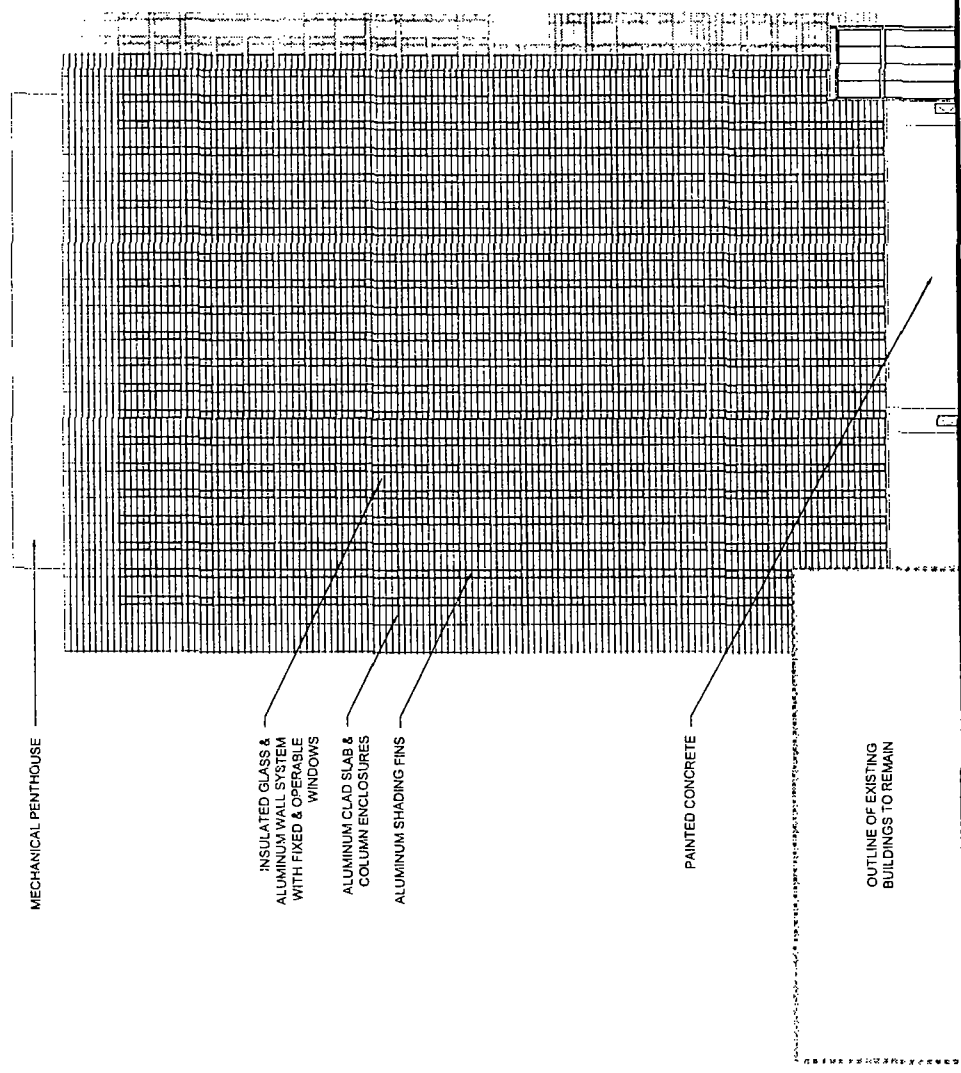 MECHANICAL PENTHOUSE
INSULATED GLASS &
ALUMINUM WALL SYSTEM
WITH FIXED & OPERABLE
WINDOWS
ALUMINUM CLAD SLAB &
COLUMN ENCLOSURES
ALUMINUM SHADING FINS
PAINTED CONCRETE
OUTLINE OF EXISTING
BUILDINGS TO REMAIN